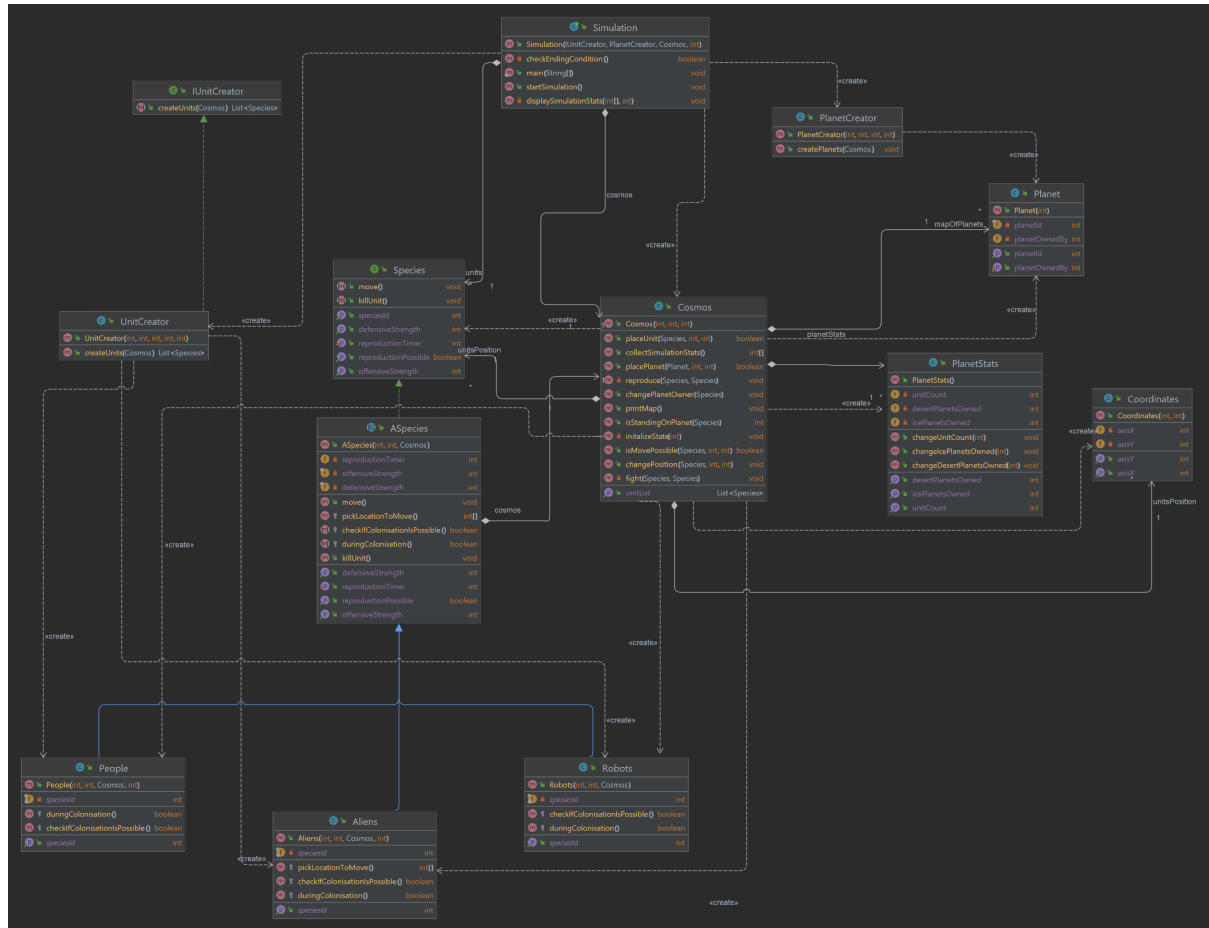 Simulation
Simulation(IUnitCreator, PlanetCreator, Cosmos, int)
checkEndingCondition() boolean
main(String[]) void
startSimulation() void
displaySimulationStats(int[], int) void
«create»
IUnitCreator
createUnits(Cosmos) List<Species>
PlanetCreator
PlanetCreator(int, int, int, int)
createPlanets(Cosmos) void
«create»
Planet
Planet(int)
planetId int
planetOwnedBy int
planetId int
planetOwnedBy int
cosmos
*
1 mapOfPlanets
«create»
Species
move() void
killUnit() void
speciesId int
defensiveStrength int
reproductionTimer int
reproductionPossible boolean
offensiveStrength int
units
1
UnitCreator
UnitCreator(int, int, int, int, int)
createUnits(Cosmos) List<Species>
«create»
«create»
1
unitsPosition
*
Cosmos
Cosmos(int, int, int)
placeUnit(Species, int, int) boolean
collectSimulationStats() int[]
placePlanet(Planet, int, int) boolean
reproduce(Species, Species) void
changePlanetOwner(Species) void
printMap() void
isStandingOnPlanet(Species) int
initalizeState(int) void
isMovePossible(Species, int, int) boolean
changePosition(Species, int, int) void
fight(Species, Species) void
unitList List<Species>
planetStats
«create»
PlanetStats
PlanetStats()
unitCount int
desertPlanetsOwned int
icePlanetsOwned int
changeUnitCount(int) void
changeIcePlanetsOwned(int) void
changeDesertPlanetsOwned(int) void
desertPlanetsOwned int
icePlanetsOwned int
unitCount int
1 *
«create»
Coordinates
Coordinates(int, int)
axisX int
axisY int
axisY int
axisX int
«create»
*
unitsPosition
1
ASpecies
ASpecies(int, int, Cosmos)
reproductionTimer int
offensiveStrength int
defensiveStrength int
move() void
pickLocationToMove() int[]
checkIfColonisationIsPossible() boolean
duringColonisation() boolean
killUnit() void
defensiveStrength int
reproductionTimer int
reproductionPossible boolean
offensiveStrength int
cosmos
1
«create»
«create»
«create»
«create»
People
People(int, int, Cosmos, int)
speciesId int
duringColonisation() boolean
checkIfColonisationIsPossible() boolean
speciesId int
Robots
Robots(int, int, Cosmos)
speciesId int
checkIfColonisationIsPossible() boolean
duringColonisation() boolean
speciesId int
Aliens
Aliens(int, int, Cosmos, int)
speciesId int
pickLocationToMove() int[]
checkIfColonisationIsPossible() boolean
duringColonisation() boolean
speciesId int
«create»
«create»